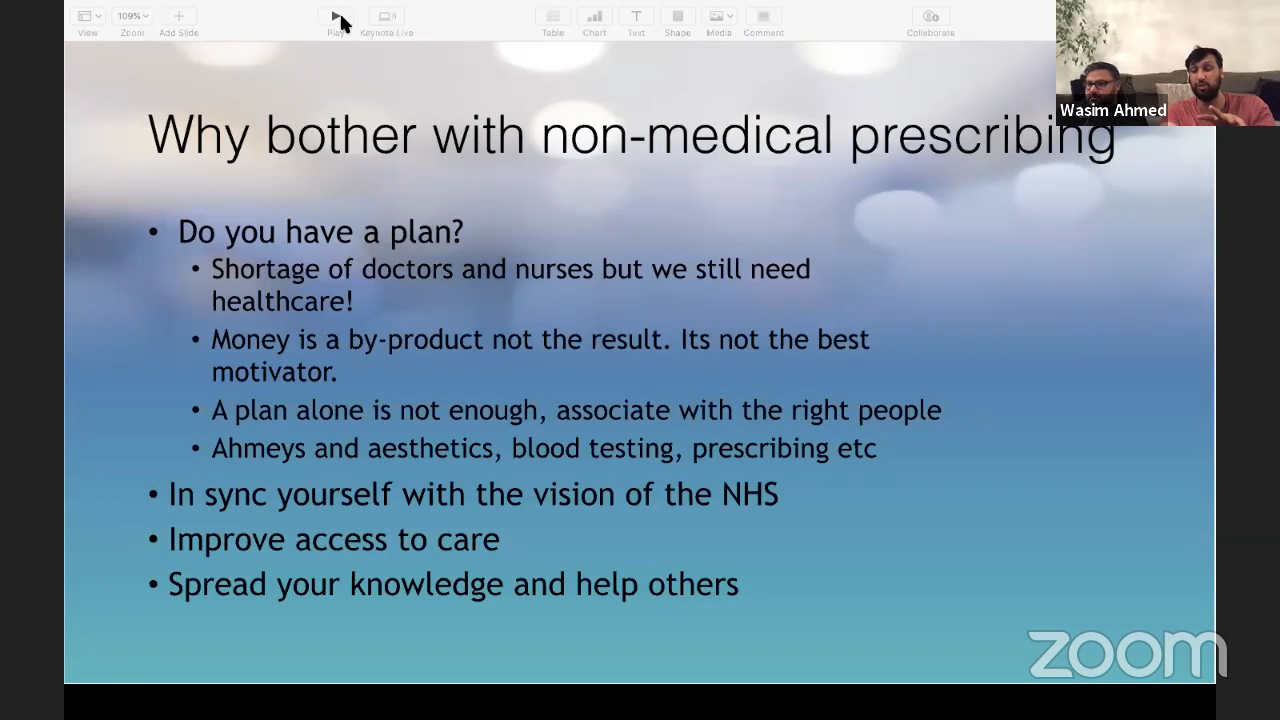 109%
View
Zoom
Add Slide
Play
Keynote Live
Table
Chart
Text
Shape
Media
Comment
Collaborate
Wasim Ahmed
Why bother with non-medical prescribing
• Do you have a plan?
• Shortage of doctors and nurses but we still need
healthcare!
• Money is a by-product not the result. Its not the best
motivator.
• A plan alone is not enough, associate with the right people
• Ahmeys and aesthetics, blood testing, prescribing etc
• In sync yourself with the vision of the NHS
• Improve access to care
• Spread your knowledge and help others
zoom